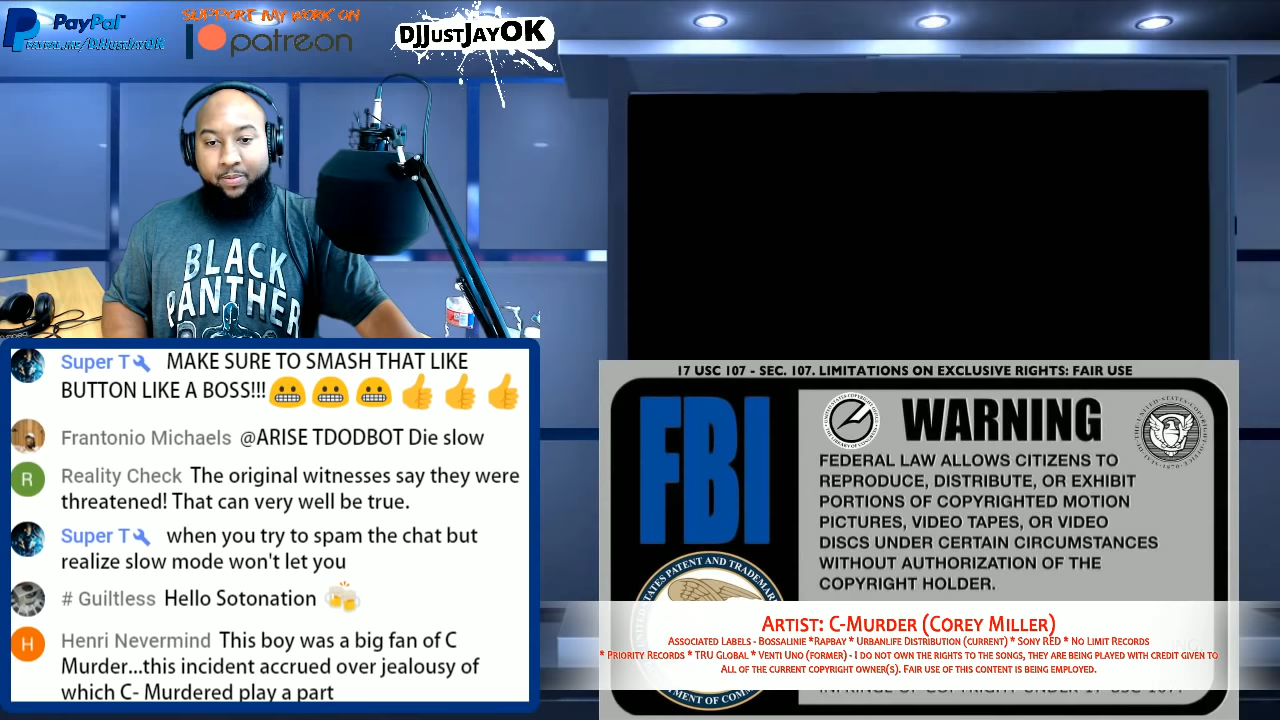 PayPal™
SUPPORT MY WORK ON
patreon
DJJustJayOK
BLACK
PANTHER
Super T MAKE SURE TO SMASH THAT LIKE
BUTTON LIKE A BOSS!!!😬😬😬👍👍👍
Frantonio Michaels @ARISE TDODBOT Die slow
R Reality Check The original witnesses say they were
threatened! That can very well be true.
Super T when you try to spam the chat but
realize slow mode won't let you
# Guiltless Hello Sotonation 🍻
H Henri Nevermind This boy was a big fan of C
Murder...this incident accrued over jealousy of
which C- Murdered play a part
17 USC 107 - SEC. 107. LIMITATIONS ON EXCLUSIVE RIGHTS: FAIR USE
FBI
WARNING
FEDERAL LAW ALLOWS CITIZENS TO
REPRODUCE, DISTRIBUTE, OR EXHIBIT
PORTIONS OF COPYRIGHTED MOTION
PICTURES, VIDEO TAPES, OR VIDEO
DISCS UNDER CERTAIN CIRCUMSTANCES
WITHOUT AUTHORIZATION OF THE
COPYRIGHT HOLDER.
Artist: C-Murder (Corey Miller)
Associated Labels - Bossalinie *Rapbay * Urbanlife Distribution (current) * Sony RED * No Limit Records
* Priority Records * TRU Global * Venti Uno (former) - I do not own the rights to the songs, they are being played with credit given to
all of the current copyright owner(s). Fair use of this content is being employed.